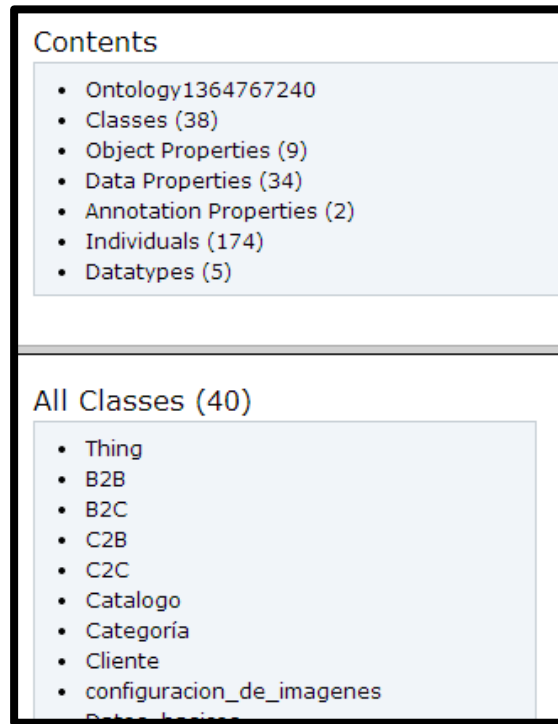 Contents
Ontology1364767240
Classes (38)
Object Properties (9)
Data Properties (34)
Annotation Properties (2)
Individuals (174)
Datatypes (5)
All Classes (40)
Thing
B2B
B2C
C2B
C2C
Catalogo
Categoría
Cliente
configuracion_de_imagenes